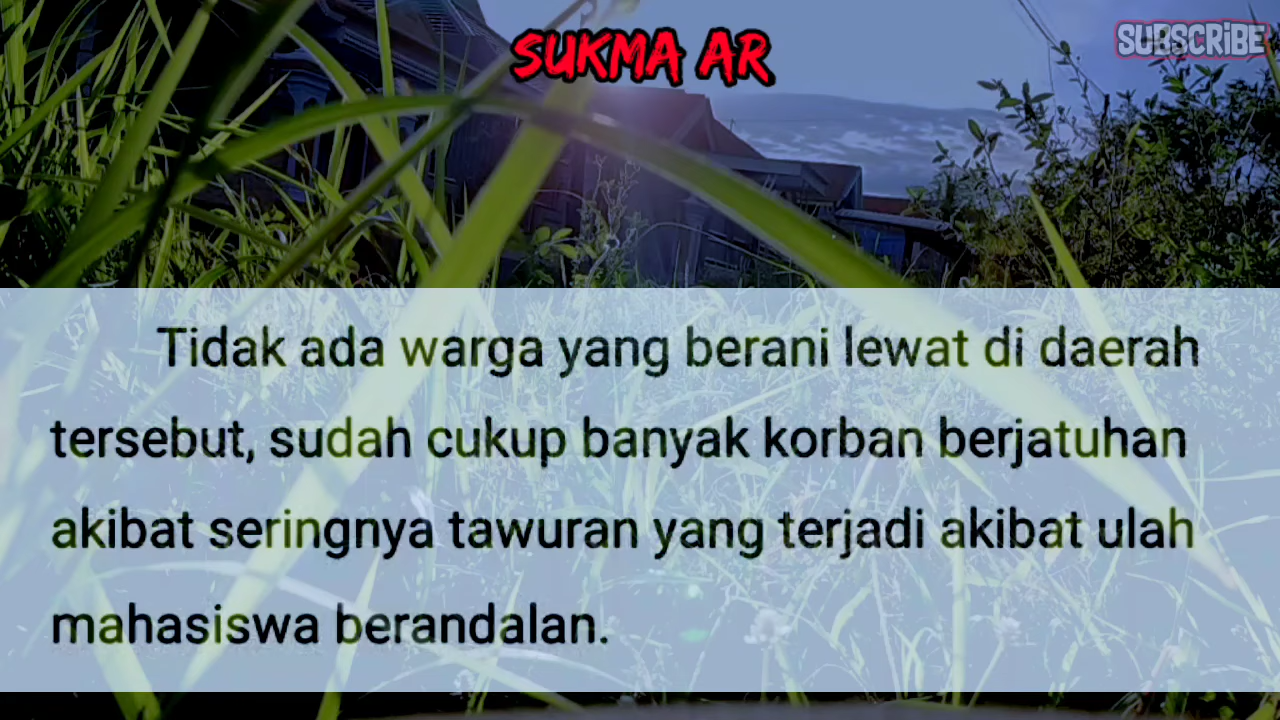 SUKMA AR
SUBSCRiBE
Tidak ada warga yang berani lewat di daerah
tersebut, sudah cukup banyak korban berjatuhan
akibat seringnya tawuran yang terjadi akibat ulah
mahasiswa berandalan.